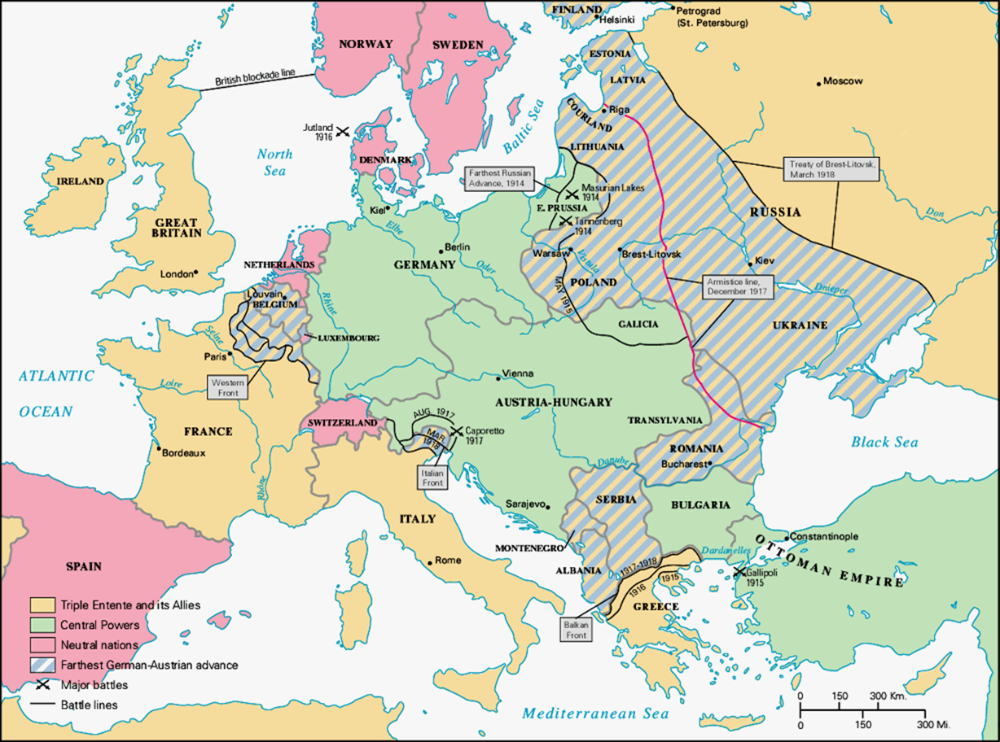 FINLAND
Helsinki
Petrograd
(St. Petersburg)
NORWAY
SWEDEN
ESTONIA
LATVIA
Moscow
British blockade line
Jutland
1916
North
Sea
Baltic Sea
COURLAND
Riga
LITHUANIA
DENMARK
IRELAND
GREAT
BRITAIN
London
Kiel
Elbe
Farthest Russian
Advance, 1914
Masurian Lakes
1914
E. PRUSSIA
Tannenberg
1914
Treaty of Brest-Litovsk,
March 1918
RUSSIA
Don
NETHERLANDS
Berlin
GERMANY
Oder
Warsaw
Vistula
Brest-Litovsk
Kiev
POLAND
MAY 1915
Armistice line,
December 1917
Dnieper
Louvain
BELGIUM
Rhine
LUXEMBOURG
GALICIA
UKRAINE
Seine
Paris
Western
Front
Loire
ATLANTIC
OCEAN
Vienna
AUSTRIA-HUNGARY
TRANSYLVANIA
FRANCE
SWITZERLAND
AUG. 1917
MAR.
1918
Caporetto
1917
Italian
Front
Bordeaux
Rhône
ROMANIA
Bucharest
Danube
Black Sea
SERBIA
BULGARIA
Sarajevo
ITALY
MONTENEGRO
ALBANIA
Constantinople
OTTOMAN EMPIRE
Dardanelles
Gallipoli
1915
1917-1918
1916
1915
GREECE
Balkan
Front
Rome
SPAIN
Triple Entente and its Allies
Central Powers
Neutral nations
Farthest German-Austrian advance
Major battles
Battle lines
Mediterranean Sea
0 150 300 Km.
0 150 300 Mi.